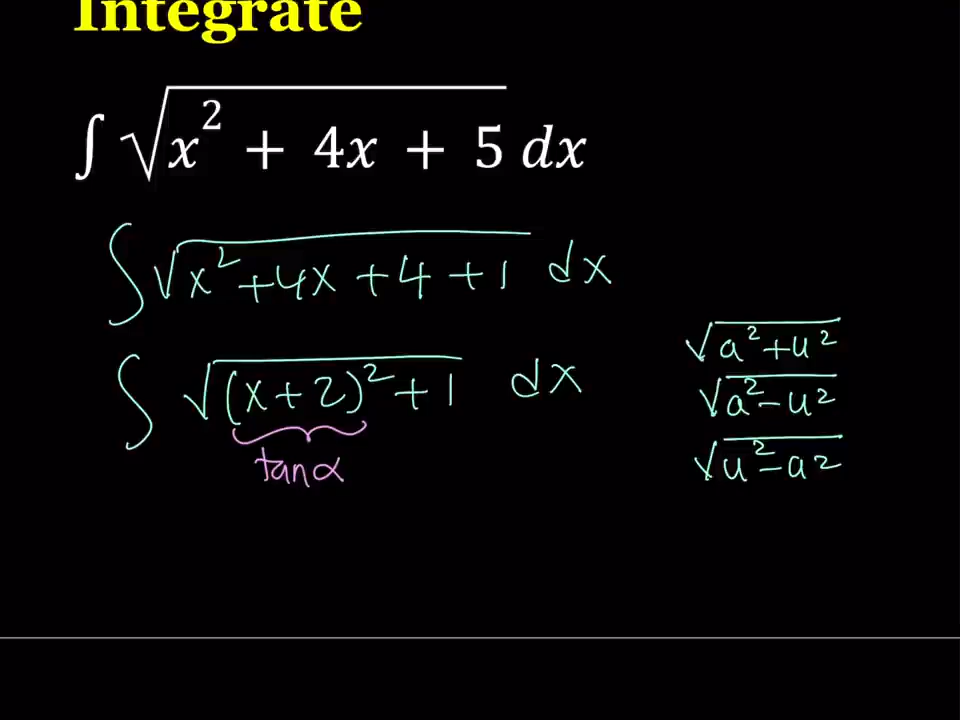 Integrate
∫ √(x² + 4x + 5) dx
∫ √(x²+4x+4+1) dx
∫ √((x+2)²+1) dx
tanα
√(a²+u²)
√(a²-u²)
√(u²-a²)